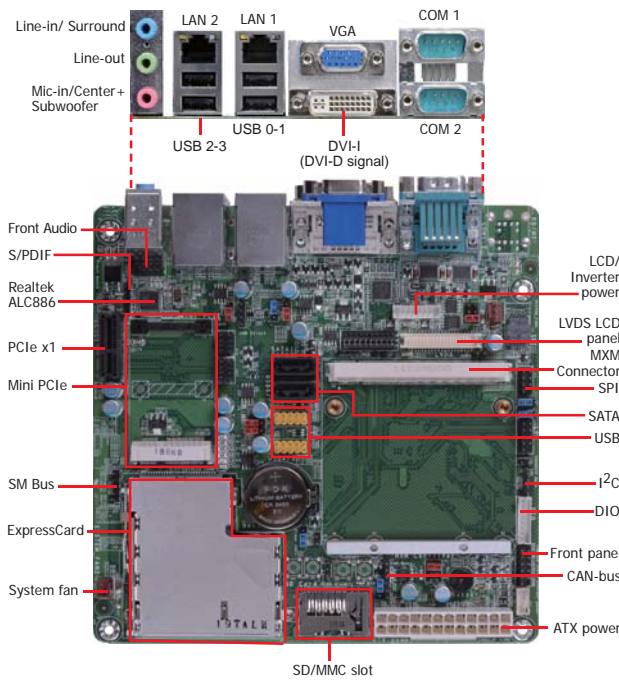 Line-in/ Surround
Line-out
Mic-in/Center+
Subwoofer
LAN 2
LAN 1
VGA
COM 1
USB 2-3
USB 0-1
DVI-I
(DVI-D signal)
COM 2
Front Audio
S/PDIF
Realtek
ALC886
PCIe x1
Mini PCIe
SM Bus
ExpressCard
System fan
LCD/
Inverter
power
LVDS LCD
panel
MXM
Connector
SPI
SATA
USB
I2C
DIO
Front panel
CAN-bus
ATX power
SD/MMC slot
LITHIUM BATTERY
19TALK